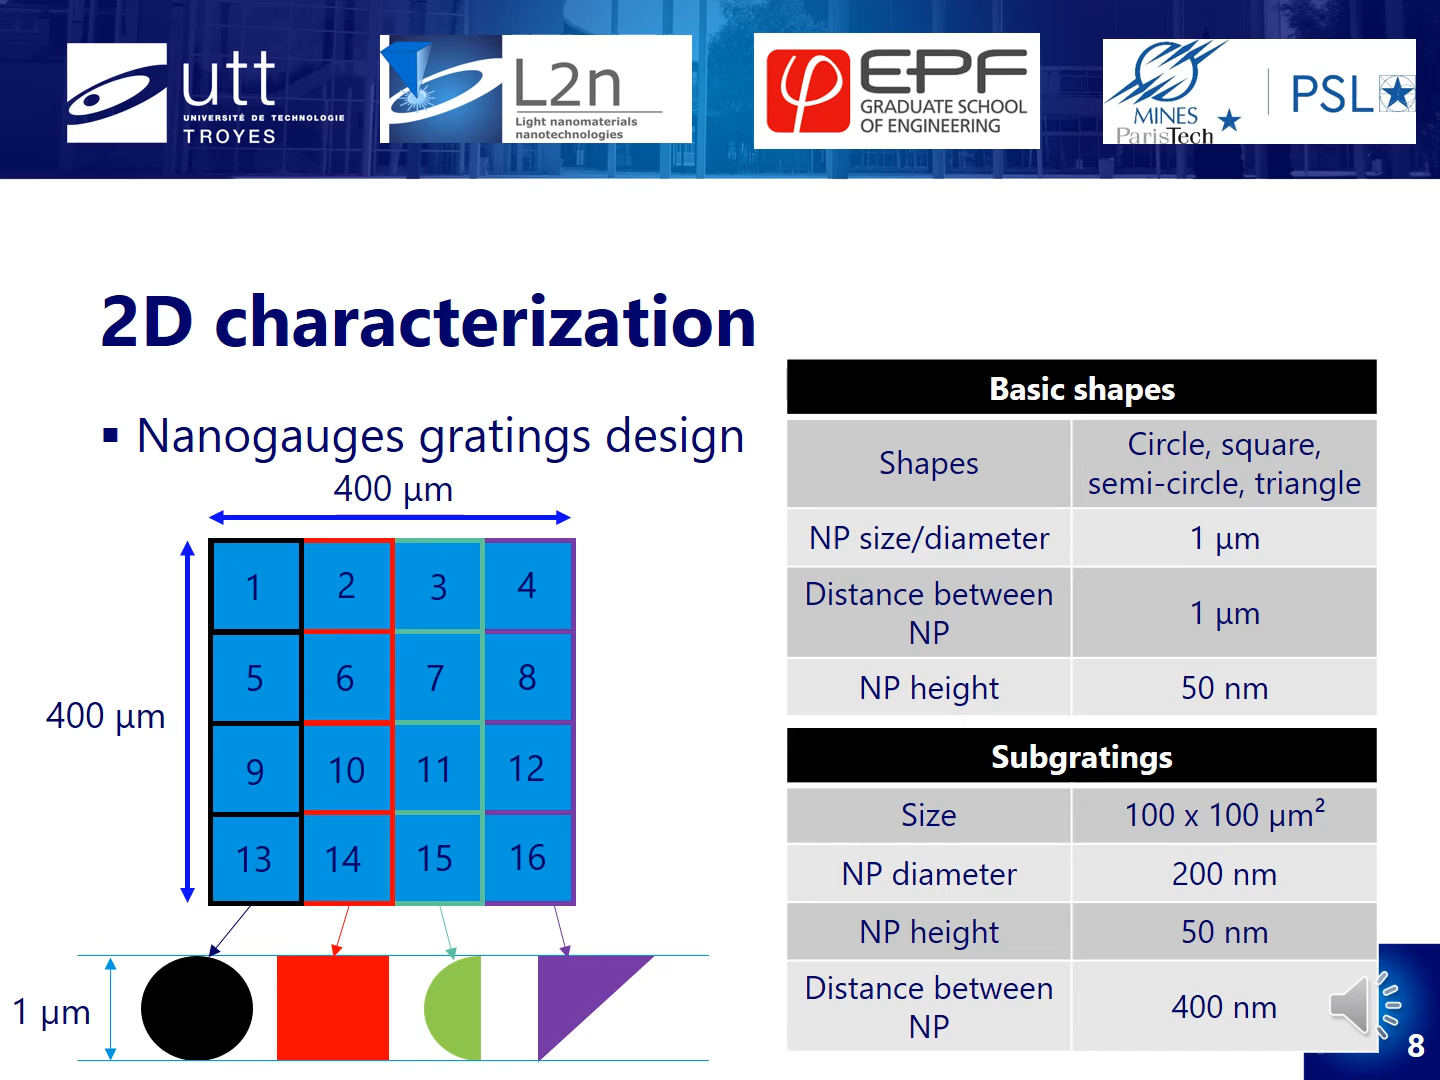 utt
UNIVERSITÉ DE TECHNOLOGIE
TROYES
L2n
Light nanomaterials
nanotechnologies
EPF
GRADUATE SCHOOL
OF ENGINEERING
MINES
ParisTech
PSL
2D characterization
▪ Nanogauges gratings design
400 µm
400 µm
1 2 3 4
5 6 7 8
9 10 11 12
13 14 15 16
1 µm
Basic shapes
Shapes
Circle, square,
semi-circle, triangle
NP size/diameter
1 µm
Distance between
NP
1 µm
NP height
50 nm
Subgratings
Size
100 x 100 µm²
NP diameter
200 nm
NP height
50 nm
Distance between
NP
400 nm
8